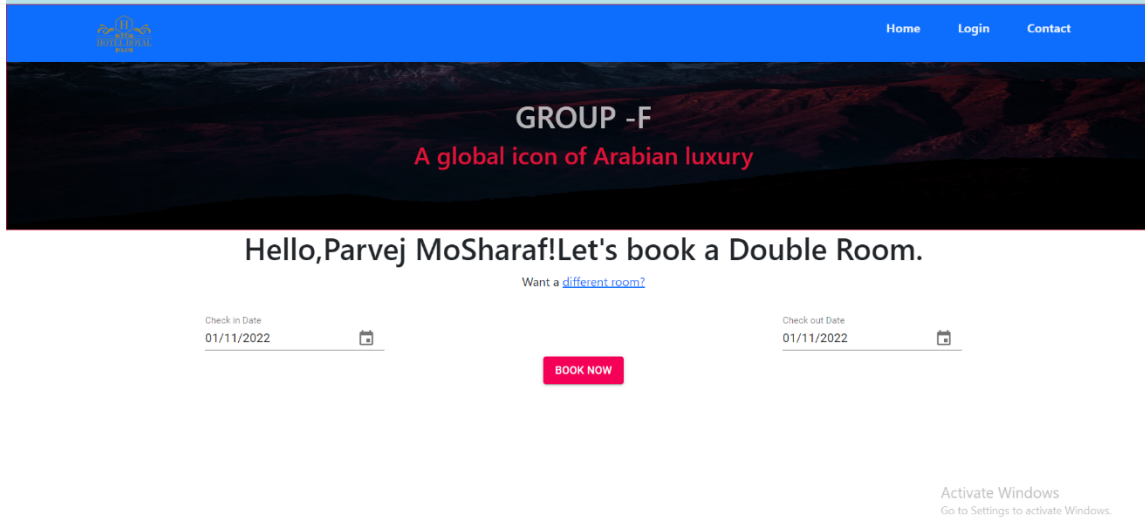 HOTEL ROYAL
Home Login Contact
GROUP -F
A global icon of Arabian luxury
Hello,Parvej MoSharaf!Let's book a Double Room.
Want a different room?
Check in Date Check out Date
01/11/2022 01/11/2022
BOOK NOW
Activate Windows
Go to Settings to activate Windows.